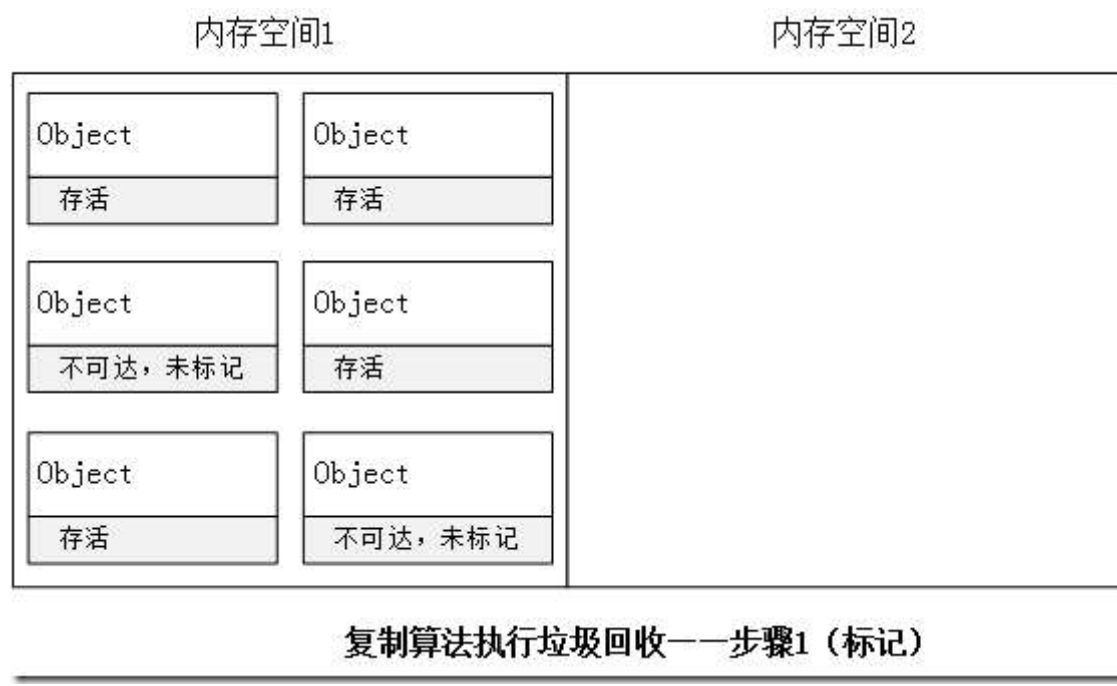 内存空间1 内存空间2
Object Object
存活 存活
Object Object
不可达，未标记 存活
Object Object
存活 不可达，未标记
复制算法执行垃圾回收——步骤1（标记）